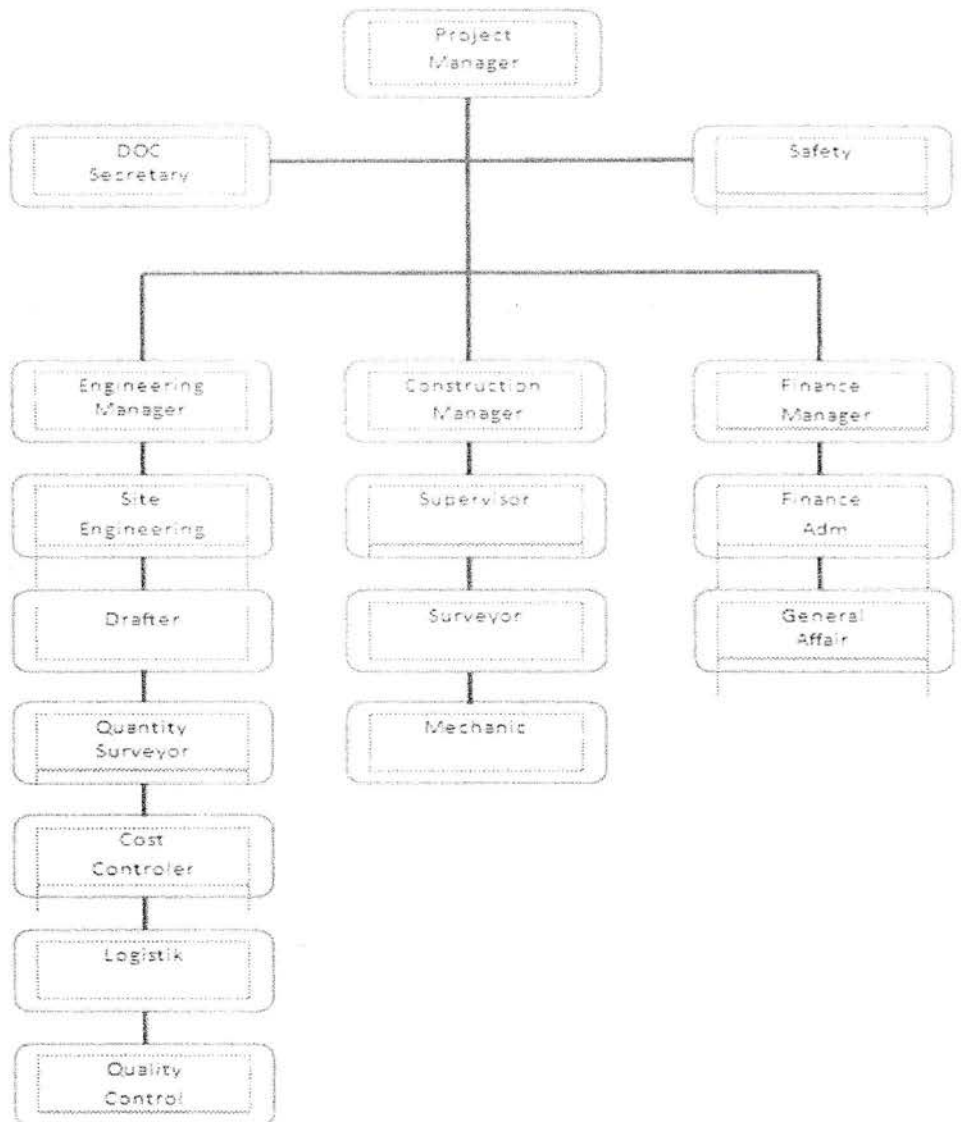 Project
Manager
DOC
Secretary
Safety
Engineering
Manager
Construction
Manager
Finance
Manager
Site
Engineering
Supervisor
Finance
Adm
Drafter
Surveyor
General
Affair
Quantity
Surveyor
Mechanic
Cost
Controler
Logistik
Quality
Control